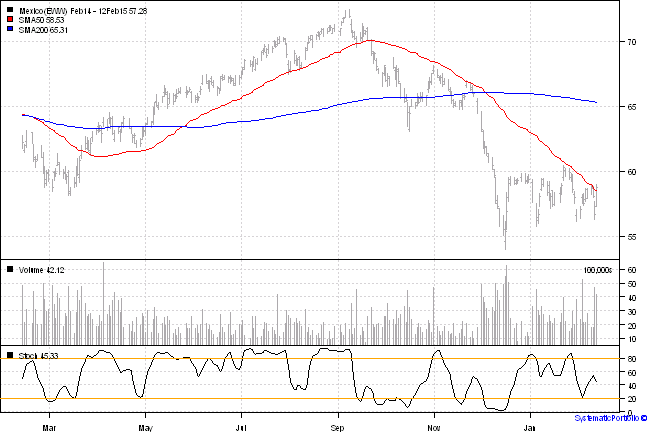 Mexico(EWW) Feb14 - 12Feb15 57.28
SMA50 58.53
SMA200 65.31
70
65
60
55
Volume 42.12
100,000s
60
50
40
30
20
10
Stoch 45.33
80
60
40
20
0
Mar May Jul Sep Nov Jan
SystematicPortfolio ©